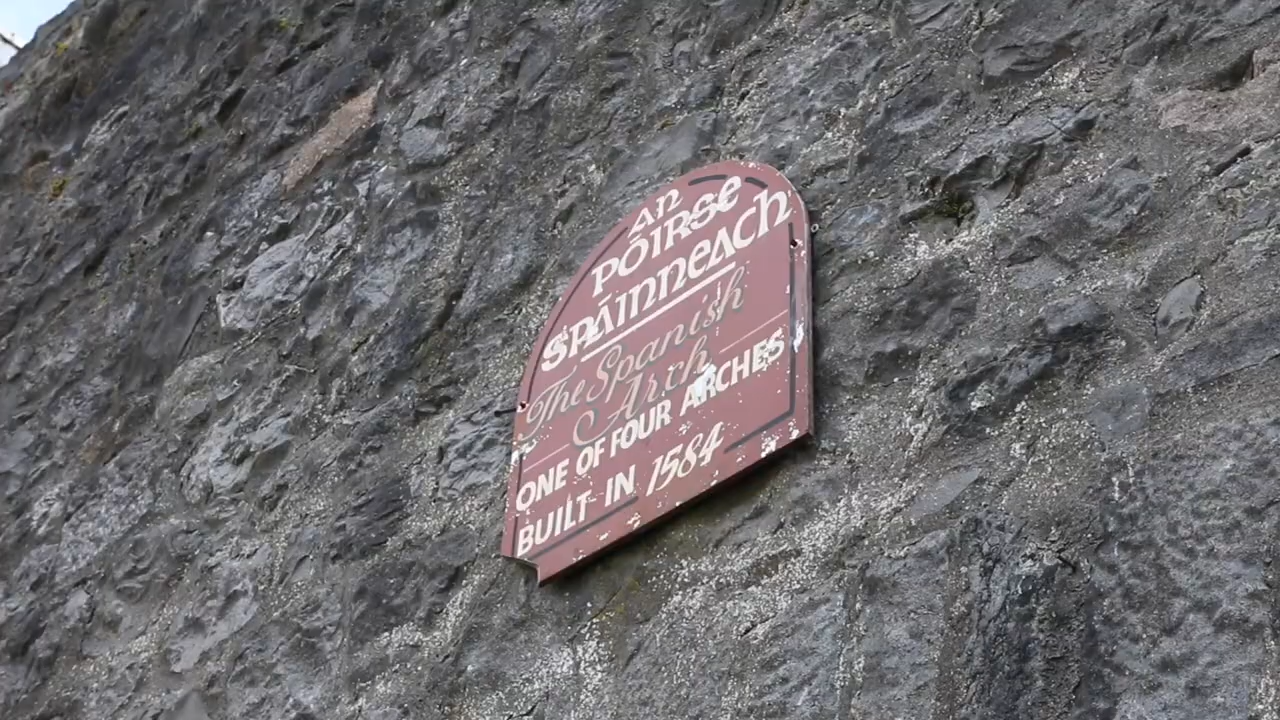 An
Póirse
Spáinneach
The Spanish
Arch
ONE OF FOUR ARCHES
BUILT IN 1584